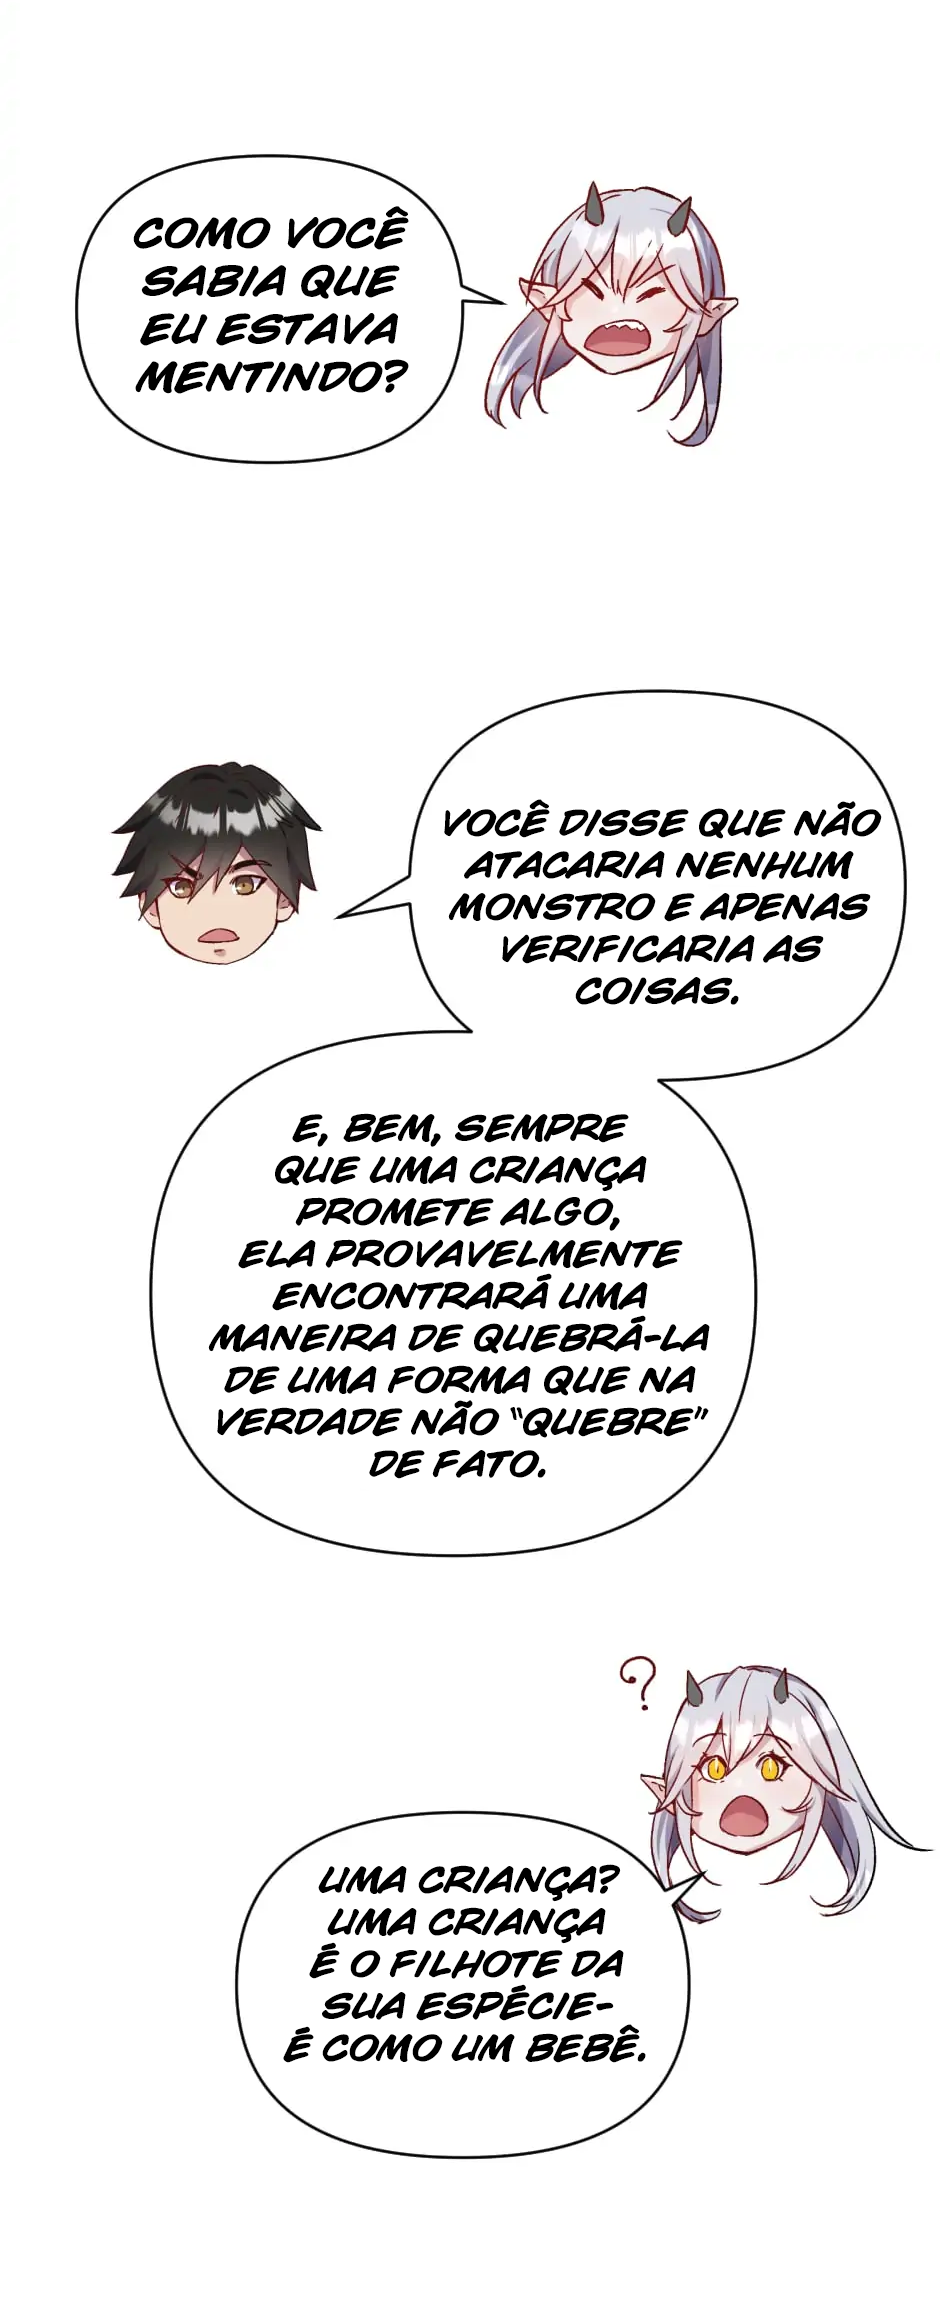 COMO VOCÊ
SABIA QUE
EU ESTAVA
MENTINDO?
VOCÊ DISSE QUE NÃO
ATACARIA NENHUM
MONSTRO E APENAS
VERIFICARIA AS
COISAS.
E, BEM, SEMPRE
QUE UMA CRIANÇA
PROMETE ALGO,
ELA PROVAVELMENTE
ENCONTRARÁ UMA
MANEIRA DE QUEBRÁ-LA
DE UMA FORMA QUE NA
VERDADE NÃO “QUEBRE”
DE FATO.
?
UMA CRIANÇA?
UMA CRIANÇA
É O FILHOTE DA
SUA ESPÉCIE-
É COMO UM BEBÊ.